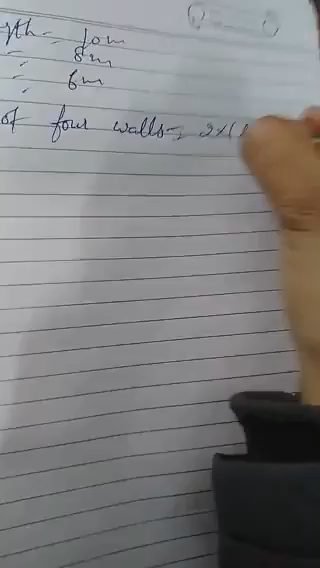 gth = 10m
= 8m
= 6m
of four walls = 2×(